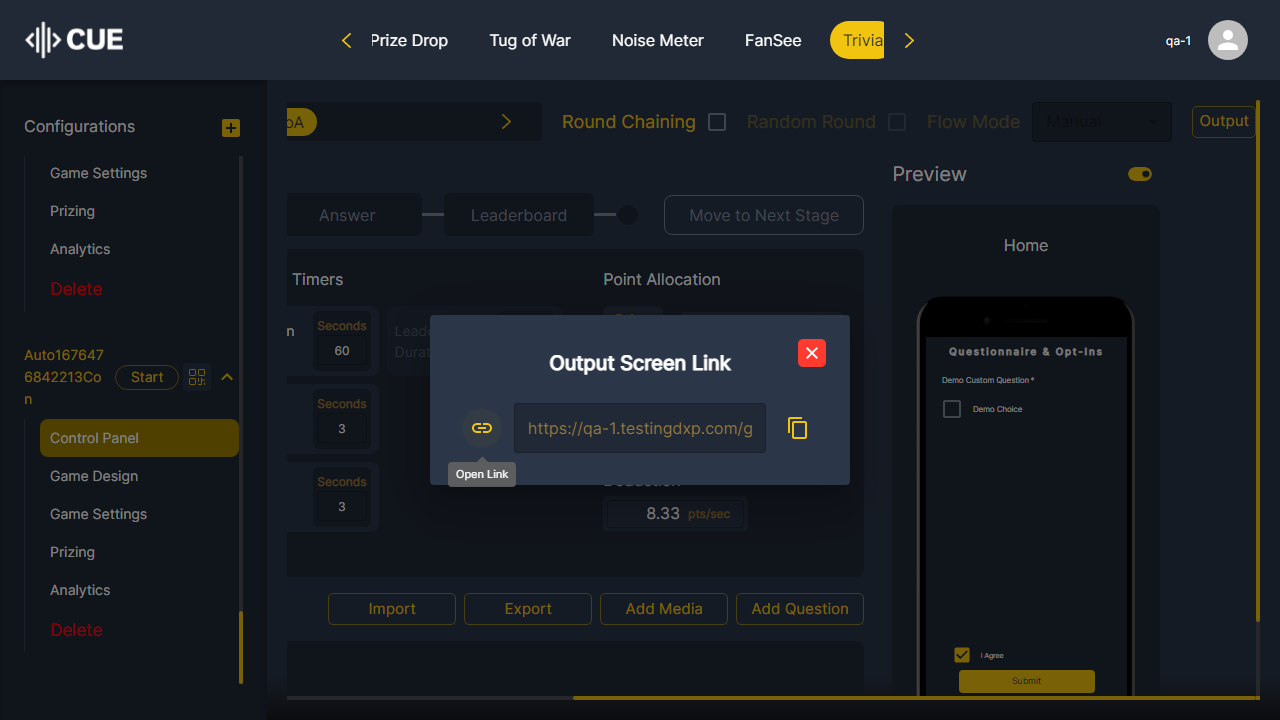 CUE
Prize Drop
Tug of War
Noise Meter
FanSee
Trivia
qa-1
Configurations
Game Settings
Prizing
Analytics
Delete
Auto167647
6842213Co
n
Start
Control Panel
Game Design
Game Settings
Prizing
Analytics
Delete
oA
Round Chaining
Random Round
Flow Mode
Manual
Output
Answer
Leaderboard
Move to Next Stage
Timers
Point Allocation
n
Seconds
60
Seconds
3
Seconds
3
8.33 pts/sec
Output Screen Link
https://qa-1.testingdxp.com/g
Open Link
Import
Export
Add Media
Add Question
Preview
Home
Questionnaire & Opt-Ins
Demo Custom Question *
Demo Choice
I Agree
Submit